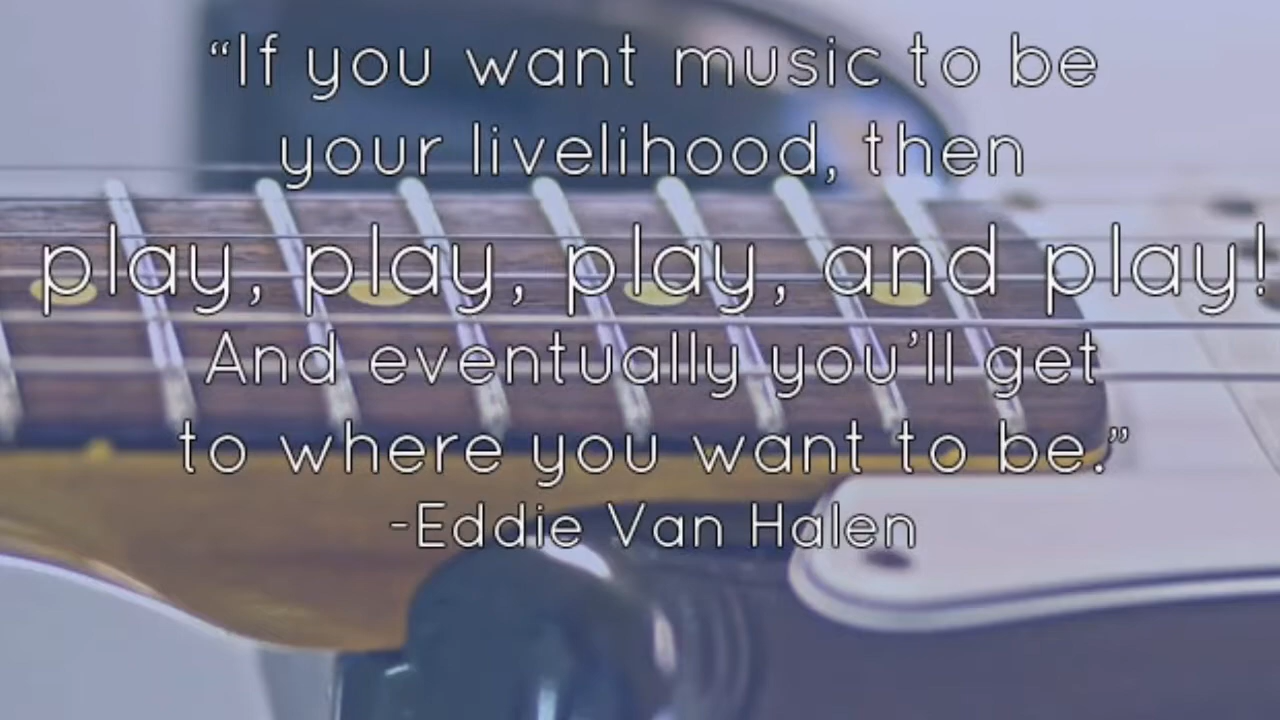 “If you want music to be
your livelihood, then
play, play, play, and play!
And eventually you’ll get
to where you want to be.”
-Eddie Van Halen